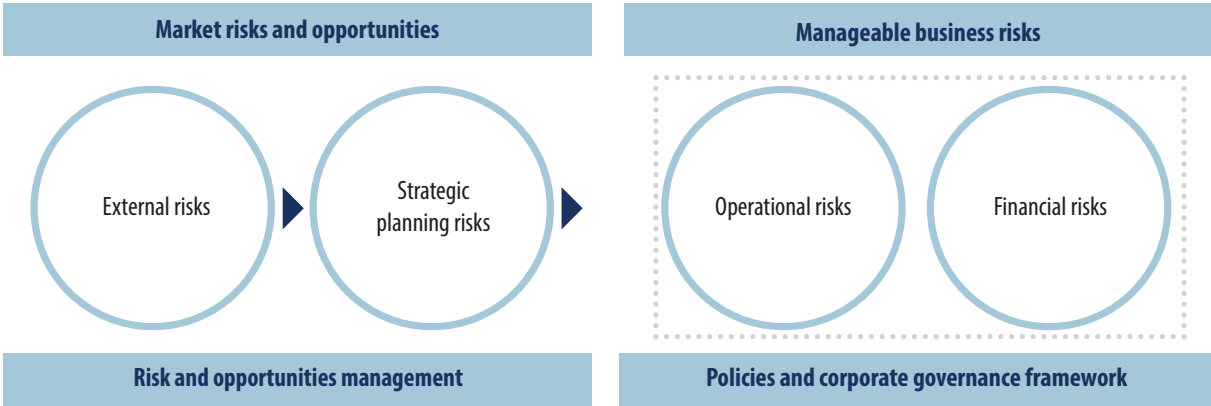 Market risks and opportunities
Manageable business risks
External risks
Strategic
planning risks
Operational risks
Financial risks
Risk and opportunities management
Policies and corporate governance framework